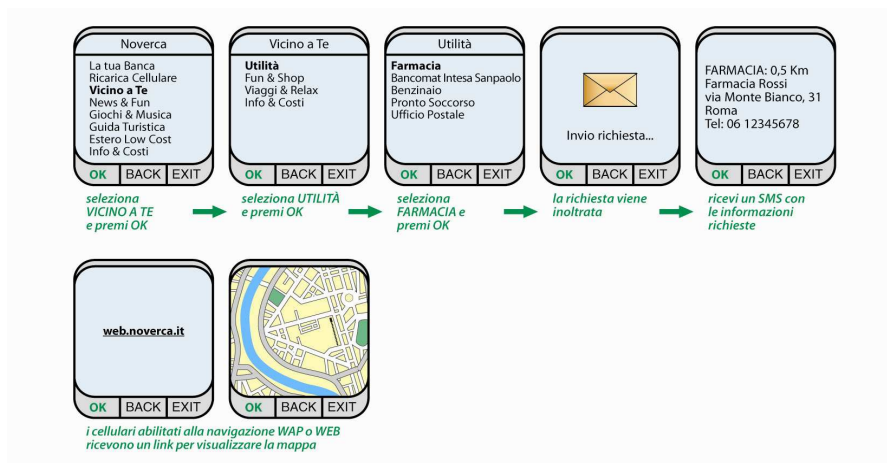 Noverca
La tua Banca
Ricarica Cellulare
Vicino a Te
News & Fun
Giochi & Musica
Guida Turistica
Estero Low Cost
Info & Costi
OK BACK EXIT
seleziona
VICINO A TE
e premi OK
Vicino a Te
Utilità
Fun & Shop
Viaggi & Relax
Info & Costi
OK BACK EXIT
seleziona UTILITÀ
e premi OK
Utilità
Farmacia
Bancomat Intesa Sanpaolo
Benzinaio
Pronto Soccorso
Ufficio Postale
OK BACK EXIT
seleziona
FARMACIA e
premi OK
Invio richiesta...
OK BACK EXIT
la richiesta viene
inoltrata
FARMACIA: 0,5 Km
Farmacia Rossi
via Monte Bianco, 31
Roma
Tel: 06 12345678
OK BACK EXIT
ricevi un SMS con
le informazioni
richieste
web.noverca.it
OK BACK EXIT
OK BACK EXIT
i cellulari abilitati alla navigazione WAP o WEB
ricevono un link per visualizzare la mappa